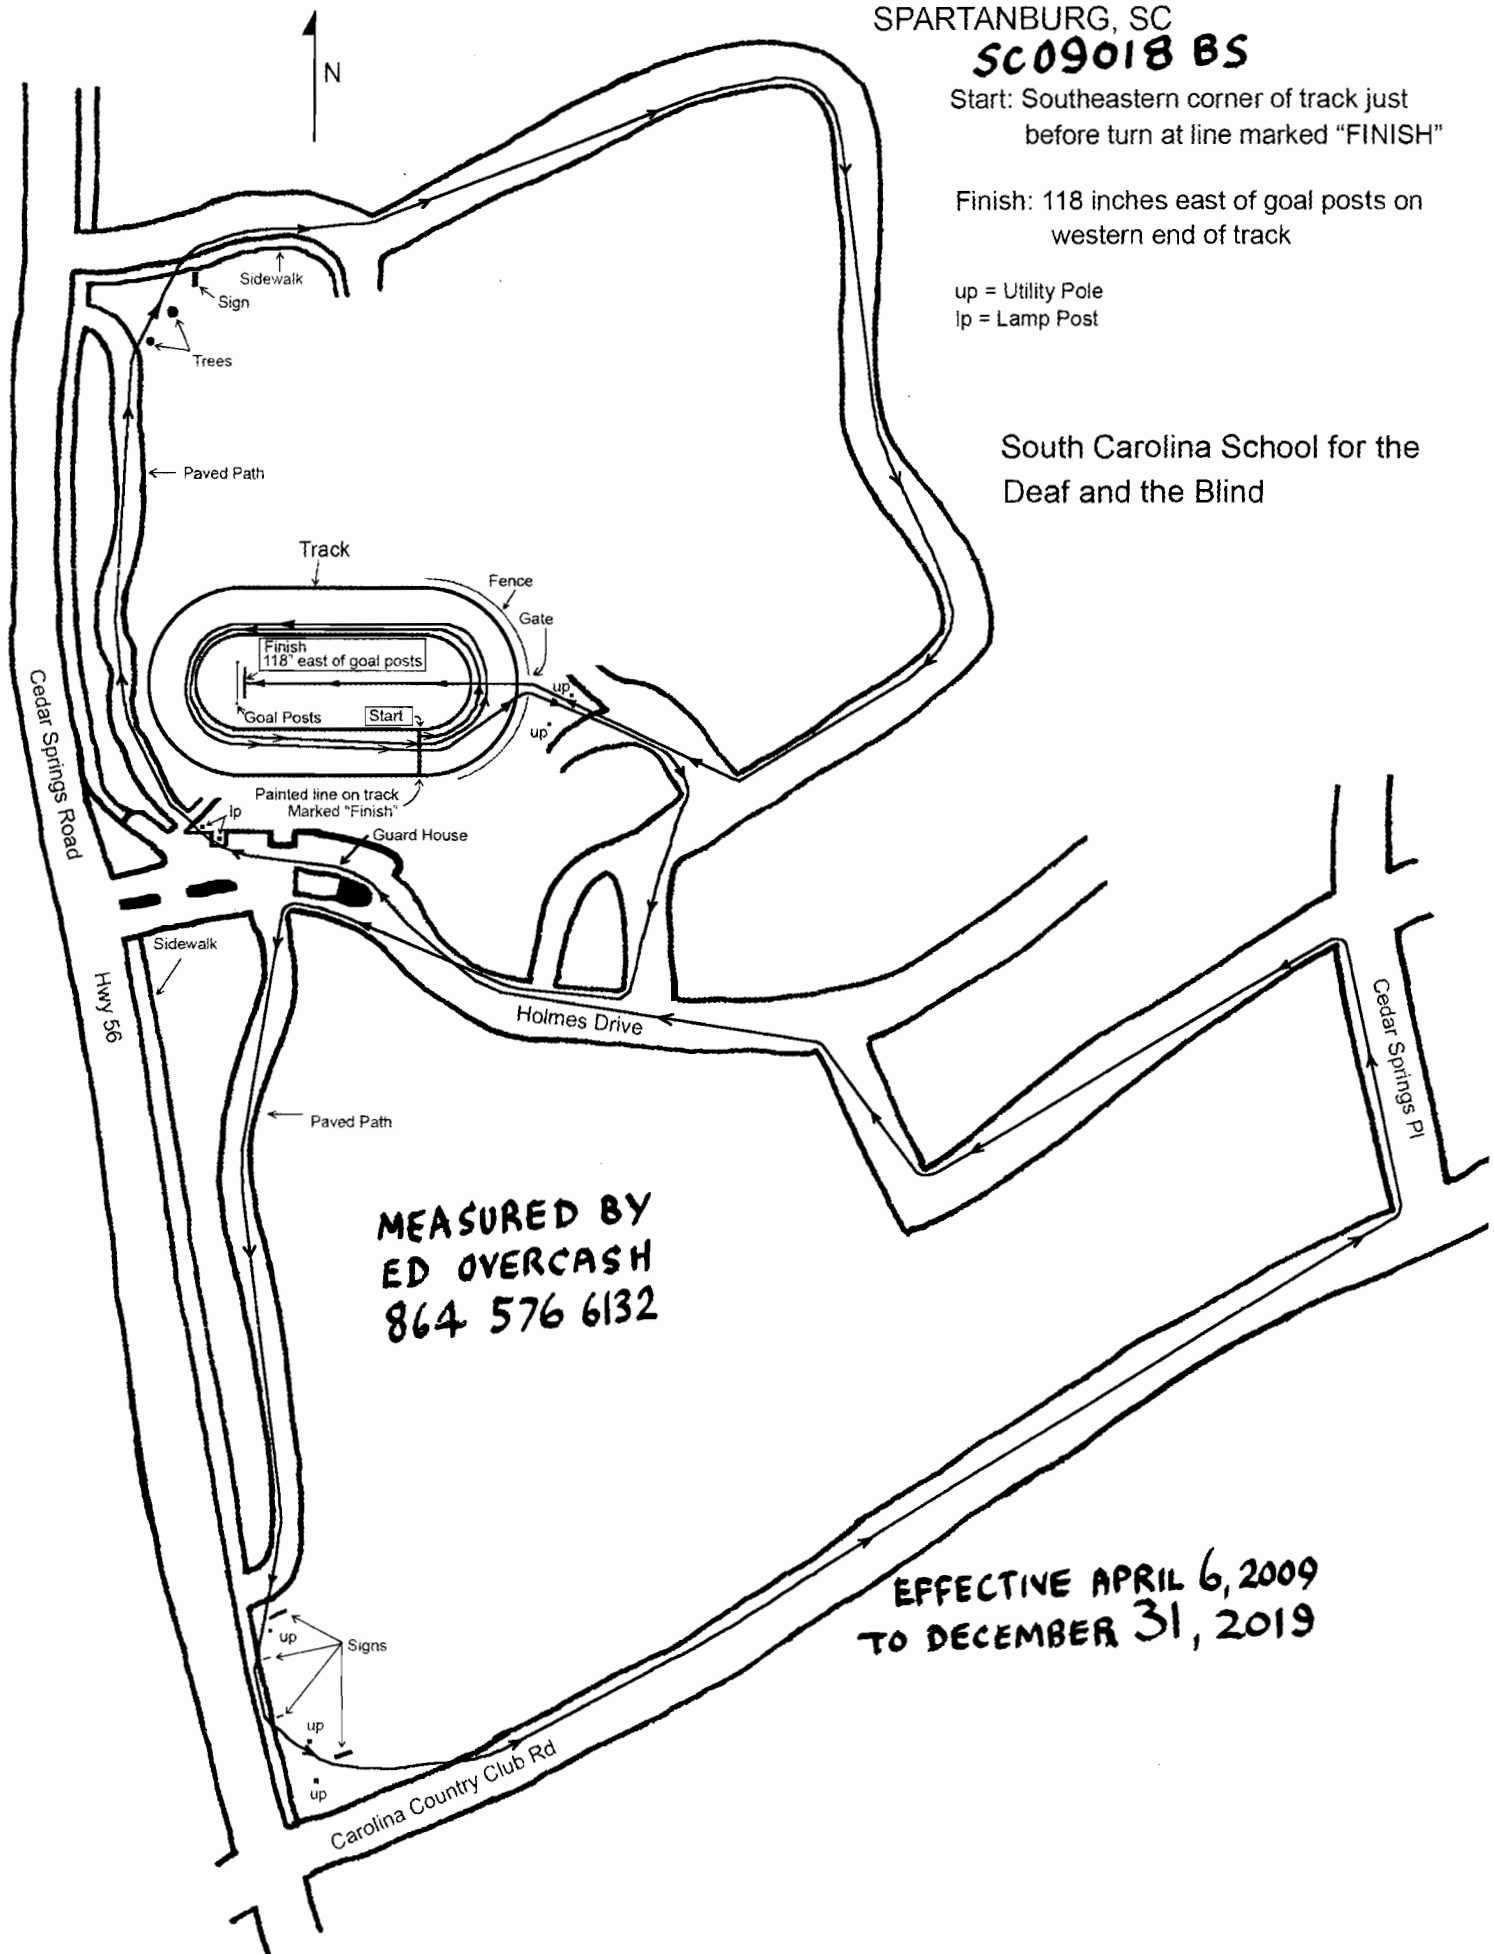 SPARTANBURG, SC
SC09018 BS
Start: Southeastern corner of track just
before turn at line marked “FINISH”
Finish: 118 inches east of goal posts on
western end of track
up = Utility Pole
lp = Lamp Post
South Carolina School for the
Deaf and the Blind
N
Sidewalk
Sign
Trees
Paved Path
Track
Fence
Gate
Finish
118" east of goal posts
up
up
Goal Posts
Start
Painted line on track
Marked "Finish"
lp
Guard House
Cedar Springs Road
Sidewalk
Hwy 56
Holmes Drive
Cedar Springs Pl
Paved Path
MEASURED BY
ED OVERCASH
864 576 6132
EFFECTIVE APRIL 6, 2009
TO DECEMBER 31, 2019
up
Signs
up
up
Carolina Country Club Rd